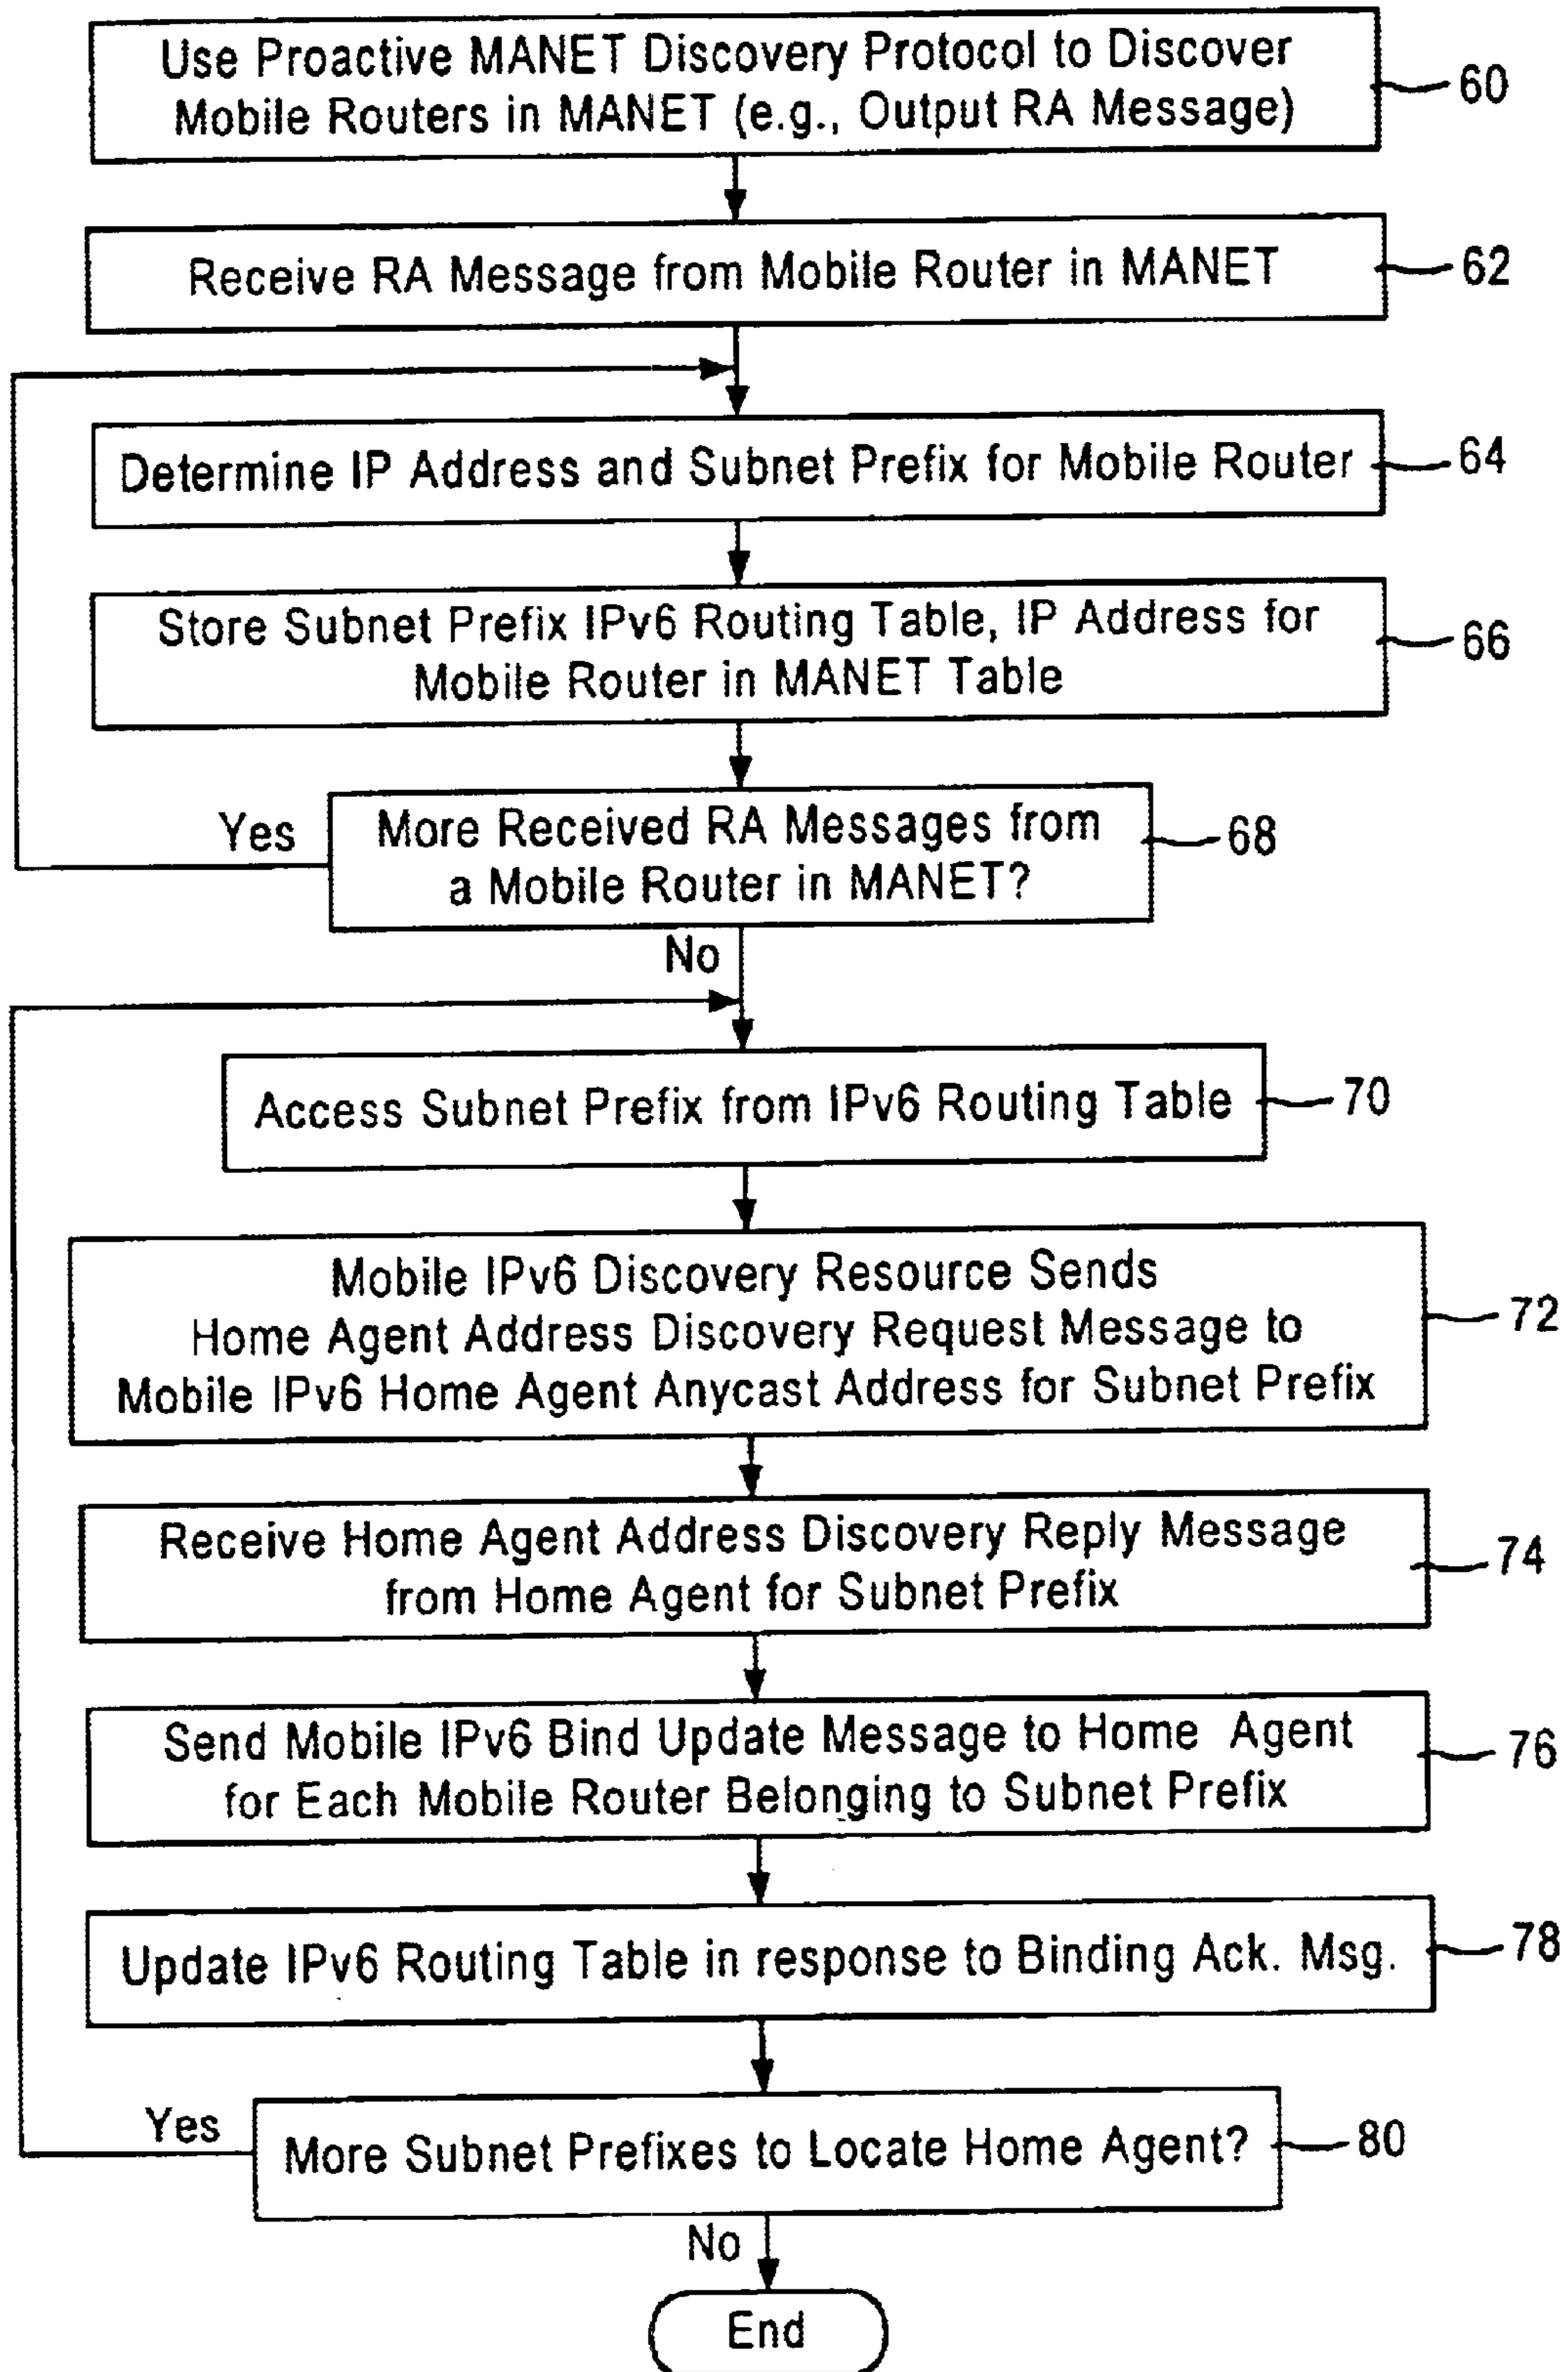 Use Proactive MANET Discovery Protocol to Discover
Mobile Routers in MANET (e.g., Output RA Message)
60
Receive RA Message from Mobile Router in MANET
62
Determine IP Address and Subnet Prefix for Mobile Router
64
Store Subnet Prefix IPv6 Routing Table, IP Address for
Mobile Router in MANET Table
66
Yes
More Received RA Messages from
a Mobile Router in MANET?
68
No
Access Subnet Prefix from IPv6 Routing Table
70
Mobile IPv6 Discovery Resource Sends
Home Agent Address Discovery Request Message to
Mobile IPv6 Home Agent Anycast Address for Subnet Prefix
72
Receive Home Agent Address Discovery Reply Message
from Home Agent for Subnet Prefix
74
Send Mobile IPv6 Bind Update Message to Home Agent
for Each Mobile Router Belonging to Subnet Prefix
76
Update IPv6 Routing Table in response to Binding Ack. Msg.
78
Yes
More Subnet Prefixes to Locate Home Agent?
80
No
End